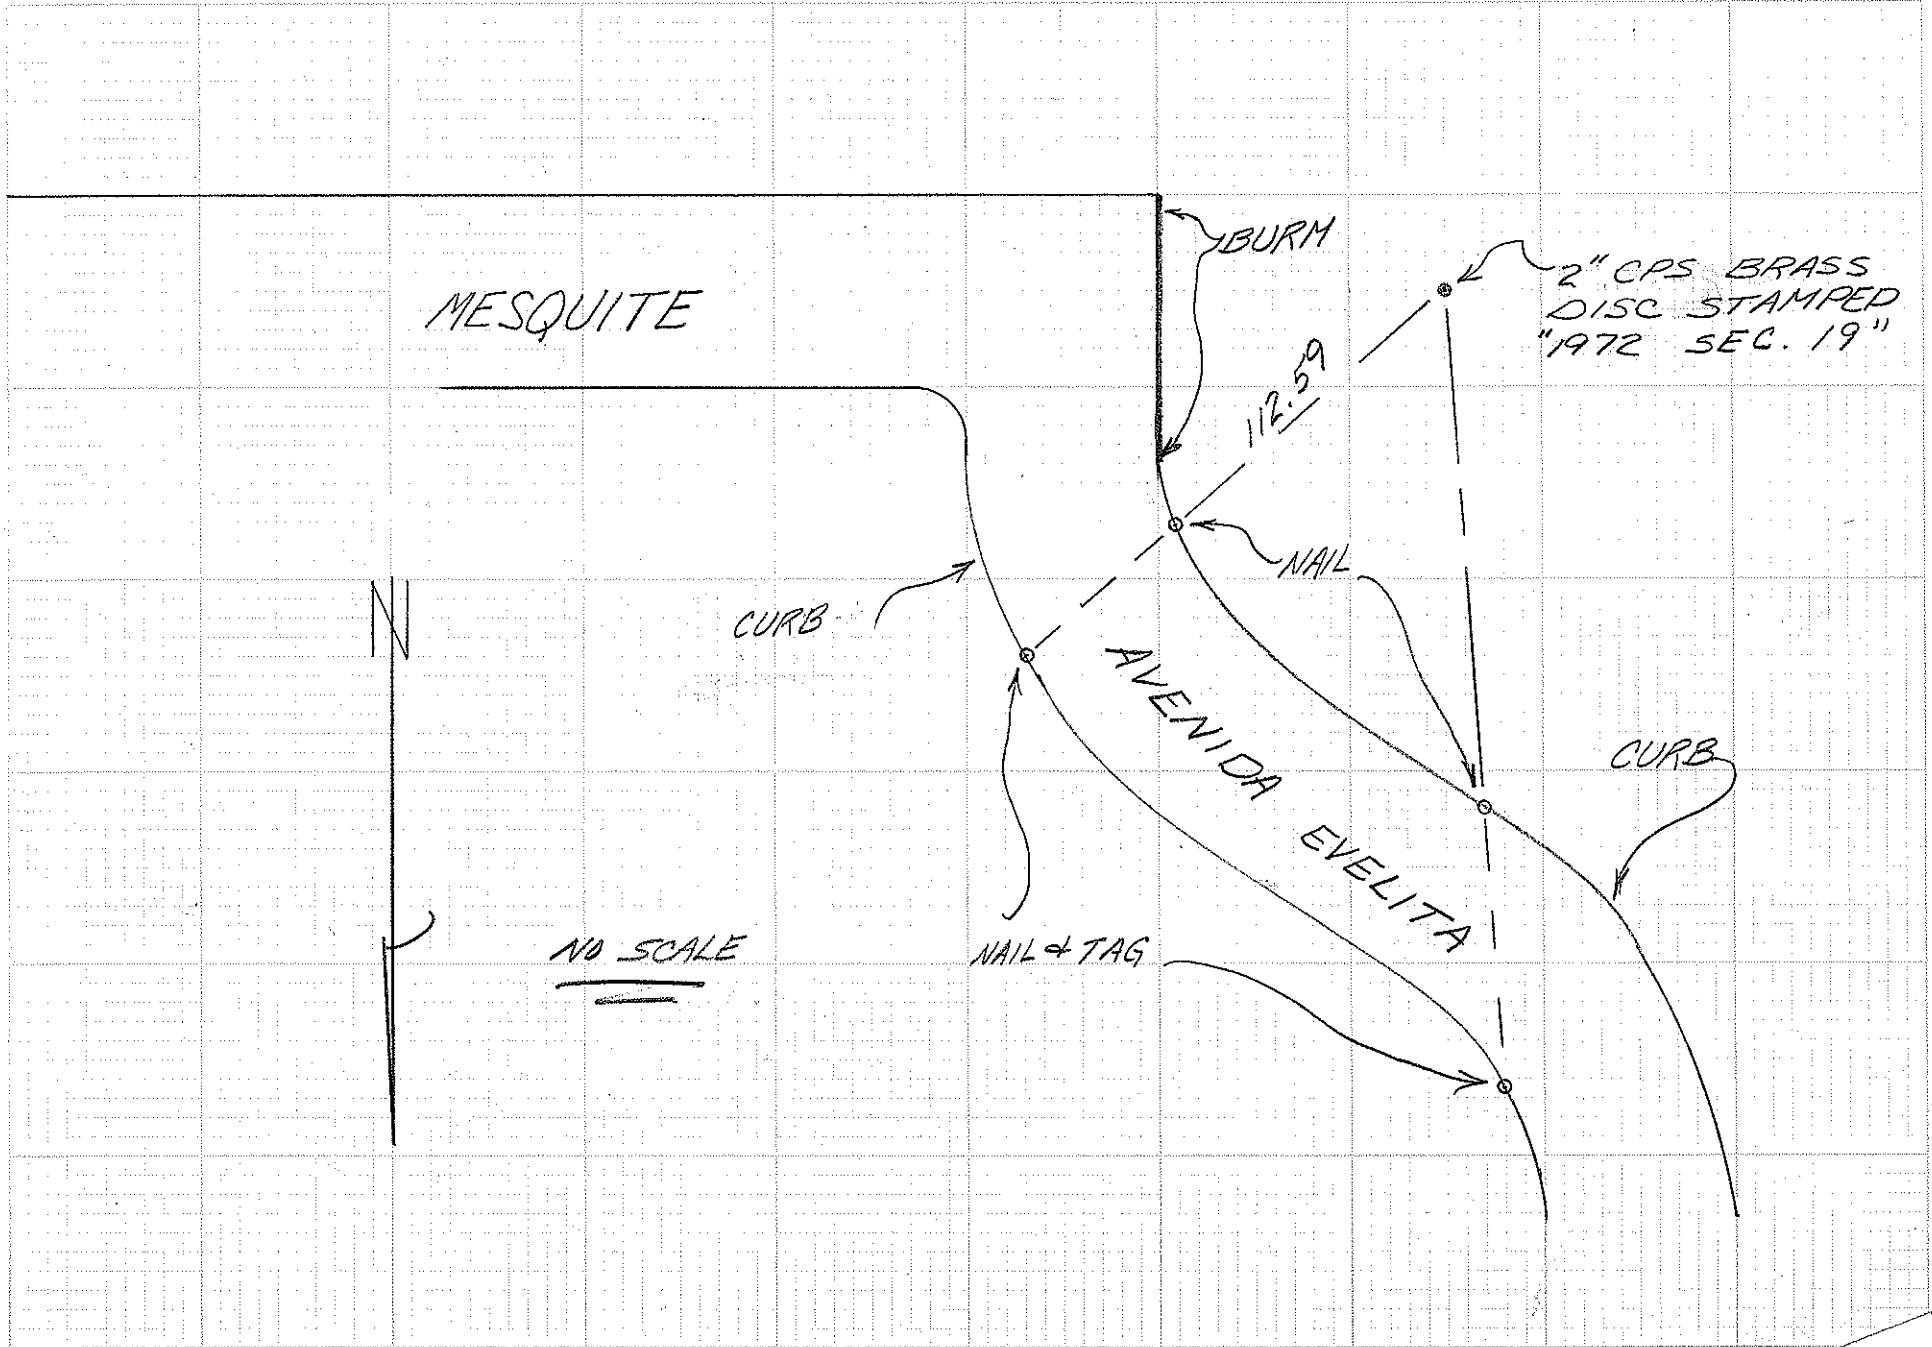 BURM
2" CPS BRASS
DISC STAMPED
"1972 SEC. 19"
MESQUITE
112.59
NAIL
N
CURB
AVENIDA EVELITA
CURB
NO SCALE
NAIL & TAG